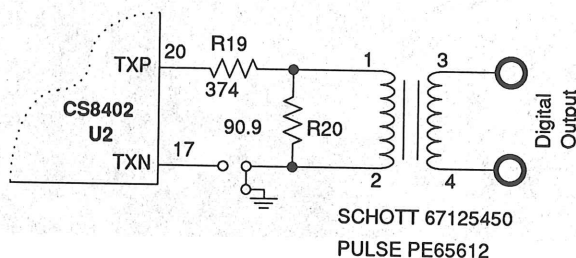 20
R19
1
3
TXP
374
CS8402
U2
90.9
R20
TXN
17
2
4
Digital
Output
SCHOTT 67125450
PULSE PE65612